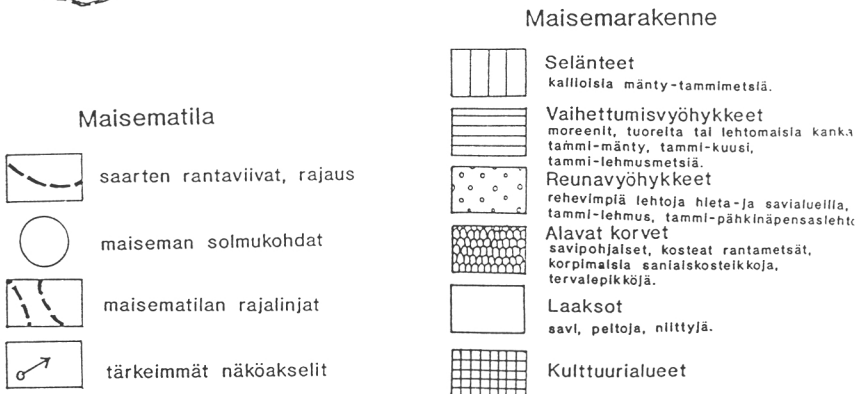 Maisematila
saarten rantaviivat, rajaus
maiseman solmukohdat
maisematilan rajalinjat
tärkeimmät näköakselit
Maisemarakenne
Selänteet
kallioisia mänty-tammimetsiä.
Vaihettumisvyöhykkeet
moreenit, tuoreita tai lehtomaisia
tammi-mänty, tammi-kuusi,
tammi-lehmusmetsiä.
Reunavyöhykkeet
rehevimpiä lehtoja hieta-ja savialueilla,
tammi-lehmus, tammi-pähkinäpensaslehto
Alavat korvet
savipohjaiset, kosteat rantametsät,
korpimaisia saniaiskosteikkoja,
tervalepikköjä.
Laaksot
savi, peltoja, niittyjä.
Kulttuurialueet